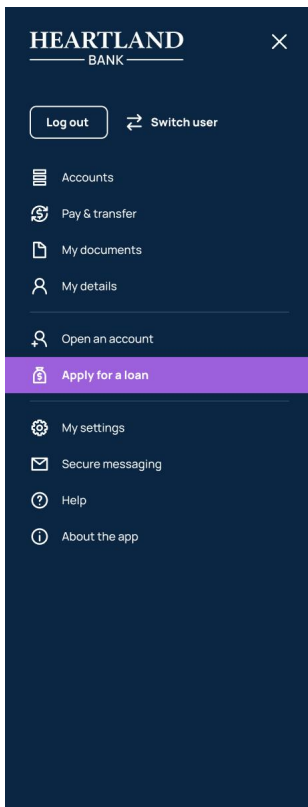 HEARTLAND
BANK
Log out
Switch user
Accounts
Pay & transfer
My documents
My details
Open an account
Apply for a loan
My settings
Secure messaging
Help
About the app